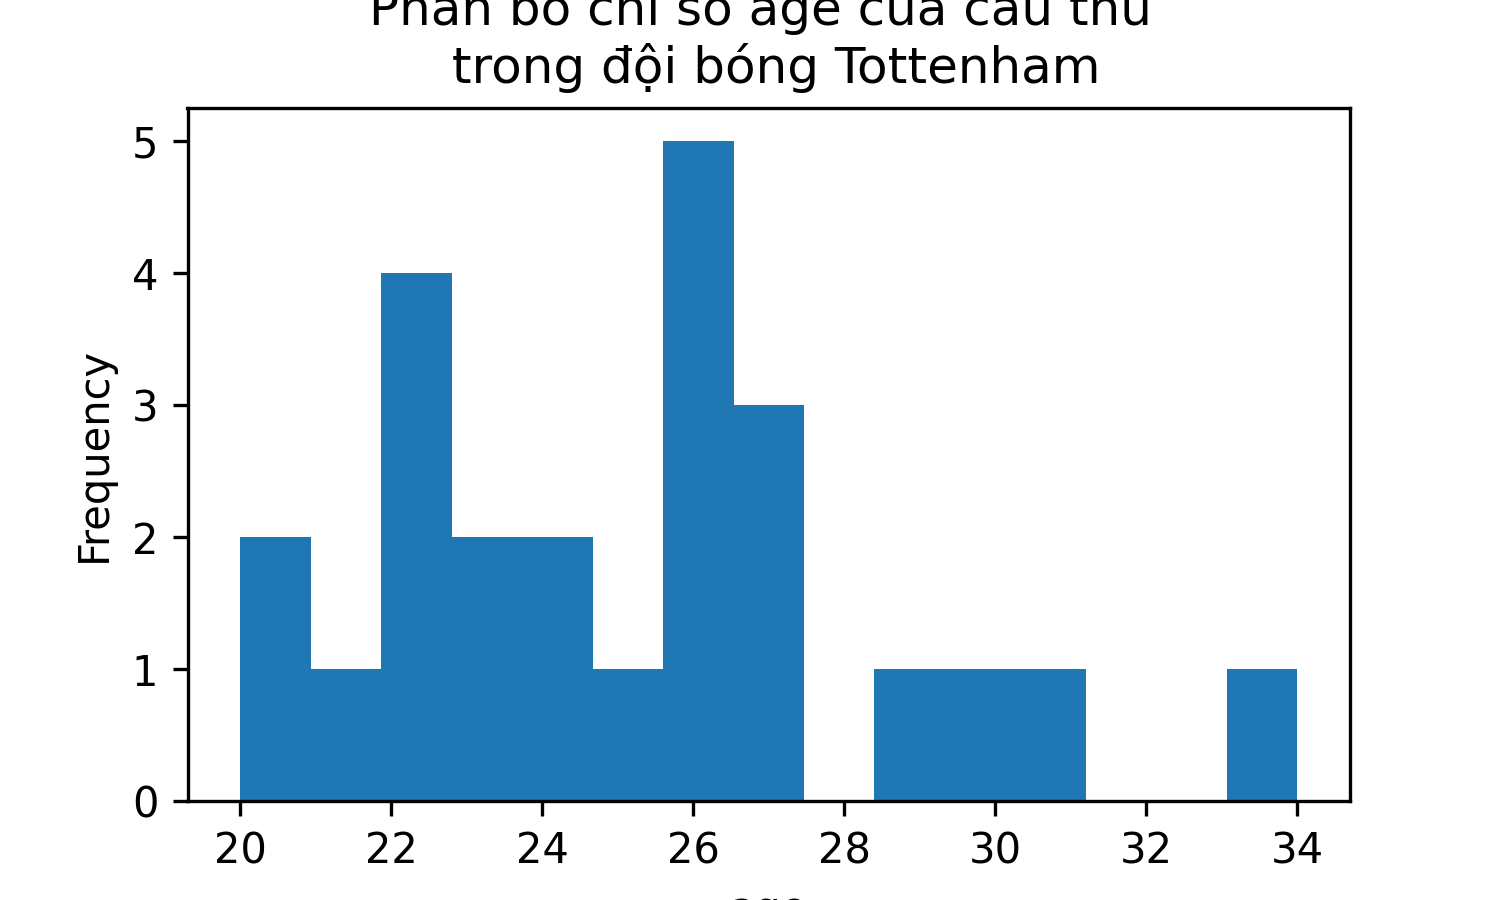 Phân bố chỉ số age của cầu thủ
trong đội bóng Tottenham
5
4
3
2
1
0
Frequency
20 22 24 26 28 30 32 34
age